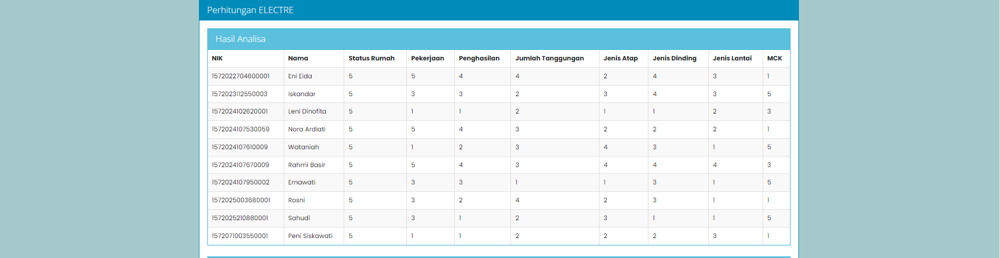 Perhitungan ELECTRE
Hasil Analisa
NIK Nama Status Rumah Pekerjaan Penghasilan Jumlah Tanggungan Jenis Atap Jenis Dinding Jenis Lantai MCK
1572022704600001 Eni Eida 5 5 4 4 2 4 3 1
1572023112550003 Iskandar 5 3 3 2 3 4 3 5
1572024102620001 Leni Dinofita 5 1 1 2 1 1 2 3
1572024107530059 Nora Ardiati 5 5 4 3 2 2 2 1
1572024107610009 Wataniah 5 1 2 3 4 3 1 5
1572024107670009 Rahmi Basir 5 5 4 3 4 4 4 3
1572024107950002 Ernawati 5 3 3 1 1 3 1 5
1572025003680001 Rosni 5 3 2 4 2 3 1 1
1572025210880001 Sahudi 5 3 1 2 3 1 1 5
1572071003550001 Peni Siskawati 5 1 1 2 2 2 3 1